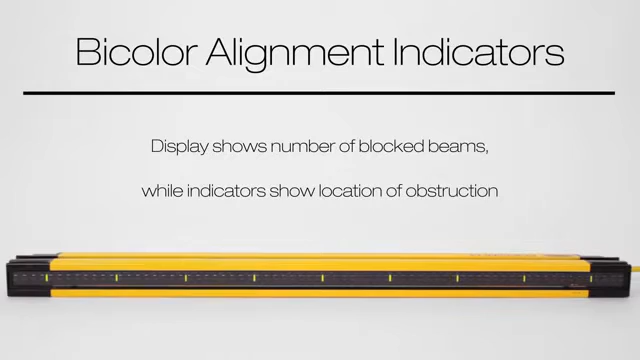 Bicolor Alignment Indicators
Display shows number of blocked beams,
while indicators show location of obstruction